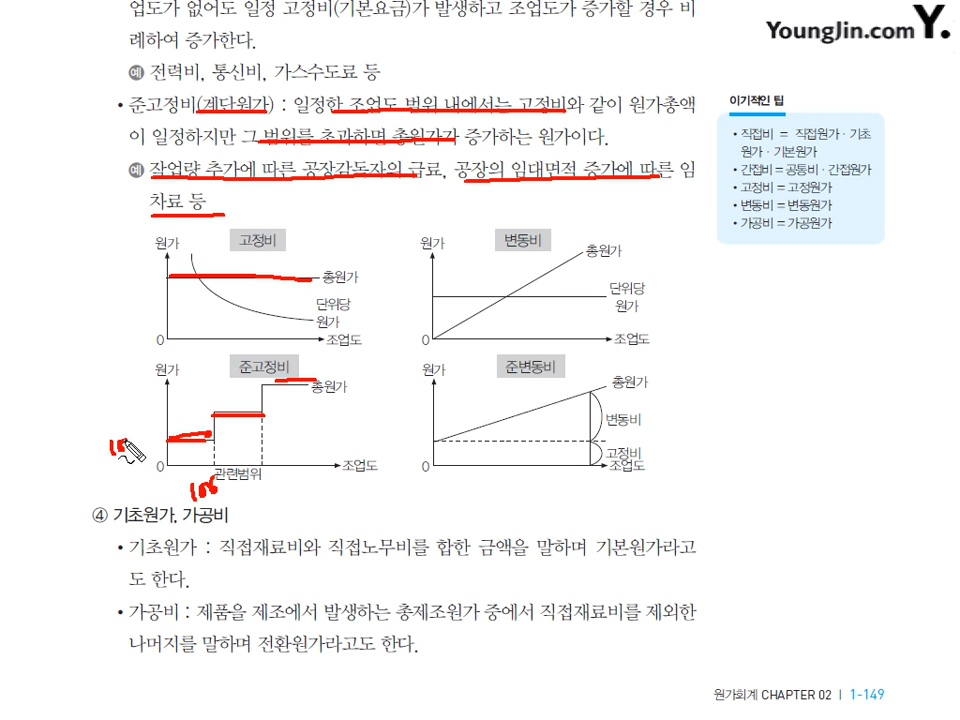 업도가 없어도 일정 고정비(기본요금)가 발생하고 조업도가 증가할 경우 비
례하여 증가한다.
예 전력비, 통신비, 가스수도료 등
• 준고정비(계단원가) : 일정한 조업도 범위 내에서는 고정비와 같이 원가총액
이 일정하지만 그 범위를 초과하면 총원가가 증가하는 원가이다.
예 작업량 추가에 따른 공장감독자의 급료, 공장의 임대면적 증가에 따른 임
차료 등
YoungJin.com Y.
이기적인 팁
• 직접비 = 직접원가 · 기초
원가 · 기본원가
• 간접비 = 공통비 · 간접원가
• 고정비 = 고정원가
• 변동비 = 변동원가
• 가공비 = 가공원가
원가
고정비
총원가
단위당
원가
0
조업도
원가
변동비
총원가
단위당
원가
0
조업도
원가
준고정비
총원가
0
조업도
관련범위
원가
준변동비
총원가
변동비
고정비
0
조업도
④ 기초원가, 가공비
• 기초원가 : 직접재료비와 직접노무비를 합한 금액을 말하며 기본원가라고
도 한다.
• 가공비 : 제품을 제조에서 발생하는 총제조원가 중에서 직접재료비를 제외한
나머지를 말하며 전환원가라고도 한다.
원가회계 CHAPTER 02 | 1-149